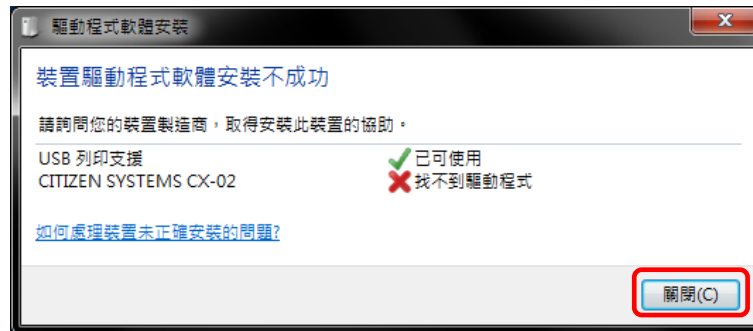 驅動程式軟體安裝
裝置驅動程式軟體安裝不成功
請詢問您的裝置製造商，取得安裝此裝置的協助。
USB 列印支援 已可使用
CITIZEN SYSTEMS CX-02 找不到驅動程式
如何處理裝置未正確安裝的問題?
關閉(C)